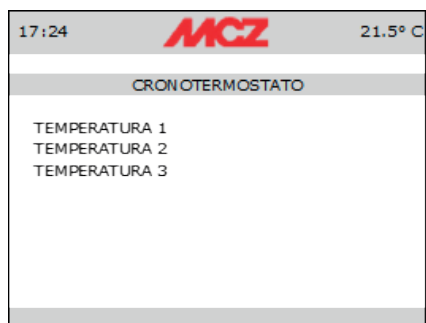 17:24 MCZ 21.5° C
CRONOTERMOSTATO
TEMPERATURA 1
TEMPERATURA 2
TEMPERATURA 3